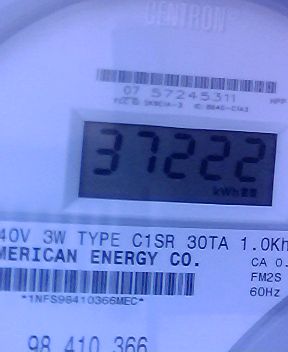 CENTRON
07 57245311
37222
kWh
40V 3W TYPE C1SR 30TA 1.0Kh
MERICAN ENERGY CO. CA 0.
FM2S
*1NFS98410366MEC* 60Hz
98 410 366